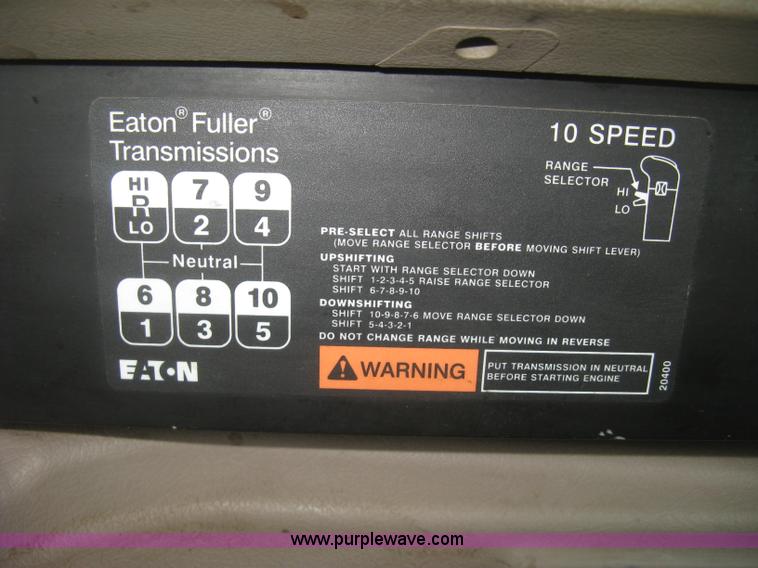 Eaton® Fuller®
Transmissions
10 SPEED
RANGE
SELECTOR
HI
LO
HI
R
LO
7
2
9
4
Neutral
6
1
8
3
10
5
PRE-SELECT ALL RANGE SHIFTS
(MOVE RANGE SELECTOR BEFORE MOVING SHIFT LEVER)
UPSHIFTING
START WITH RANGE SELECTOR DOWN
SHIFT 1-2-3-4-5 RAISE RANGE SELECTOR
SHIFT 6-7-8-9-10
DOWNSHIFTING
SHIFT 10-9-8-7-6 MOVE RANGE SELECTOR DOWN
SHIFT 5-4-3-2-1
DO NOT CHANGE RANGE WHILE MOVING IN REVERSE
EATON
WARNING
PUT TRANSMISSION IN NEUTRAL
BEFORE STARTING ENGINE
20400
www.purplewave.com